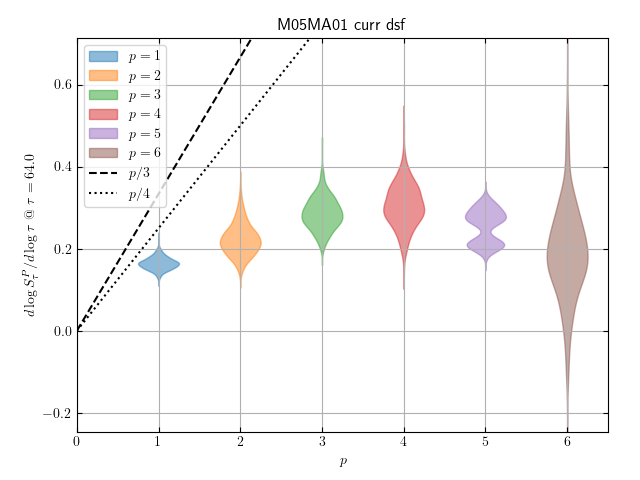 M05MA01 curr dsf
p = 1
p = 2
p = 3
p = 4
p = 5
p = 6
p/3
p/4
d log S_τ^P / d log τ @ τ = 64.0
0.6
0.4
0.2
0.0
−0.2
0 1 2 3 4 5 6
p